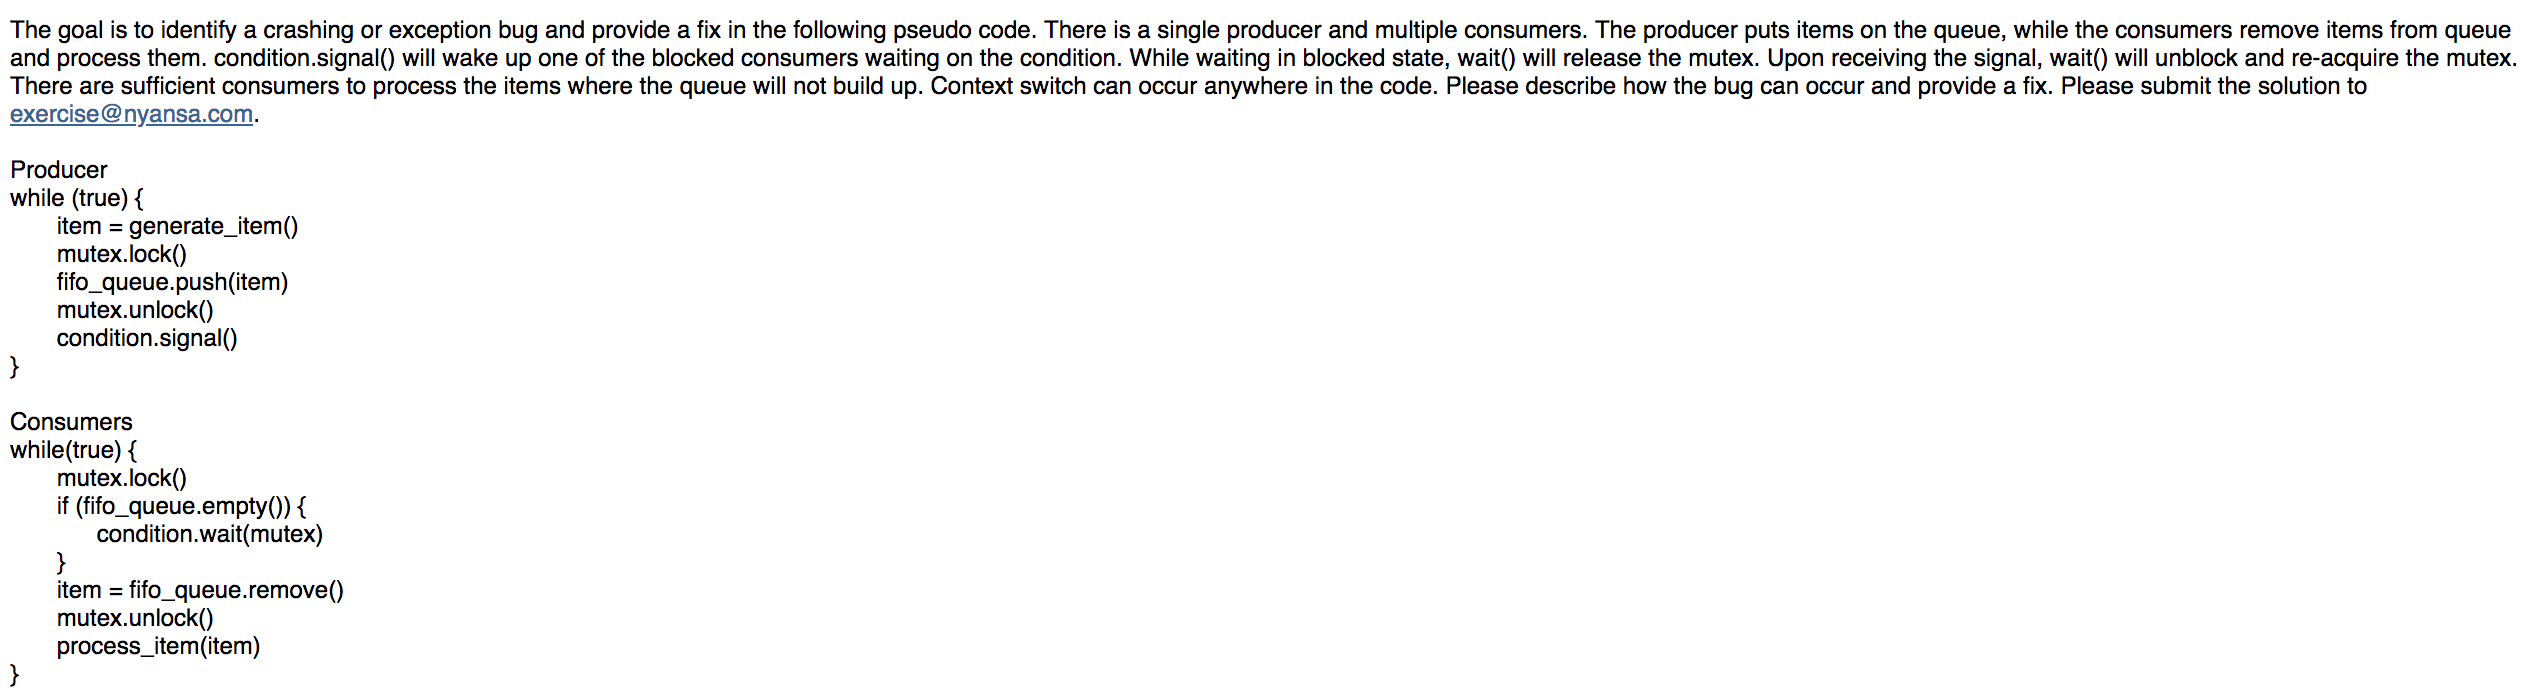 The goal is to identify a crashing or exception bug and provide a fix in the following pseudo code. There is a single producer and multiple consumers. The producer puts items on the queue, while the consumers remove items from queue
and process them. condition.signal() will wake up one of the blocked consumers waiting on the condition. While waiting in blocked state, wait() will release the mutex. Upon receiving the signal, wait() will unblock and re-acquire the mutex.
There are sufficient consumers to process the items where the queue will not build up. Context switch can occur anywhere in the code. Please describe how the bug can occur and provide a fix. Please submit the solution to
exercise@nyansa.com.
Producer
while (true) {
item = generate_item()
mutex.lock()
fifo_queue.push(item)
mutex.unlock()
condition.signal()
}
Consumers
while(true) {
mutex.lock()
if (fifo_queue.empty()) {
condition.wait(mutex)
}
item = fifo_queue.remove()
mutex.unlock()
process_item(item)
}